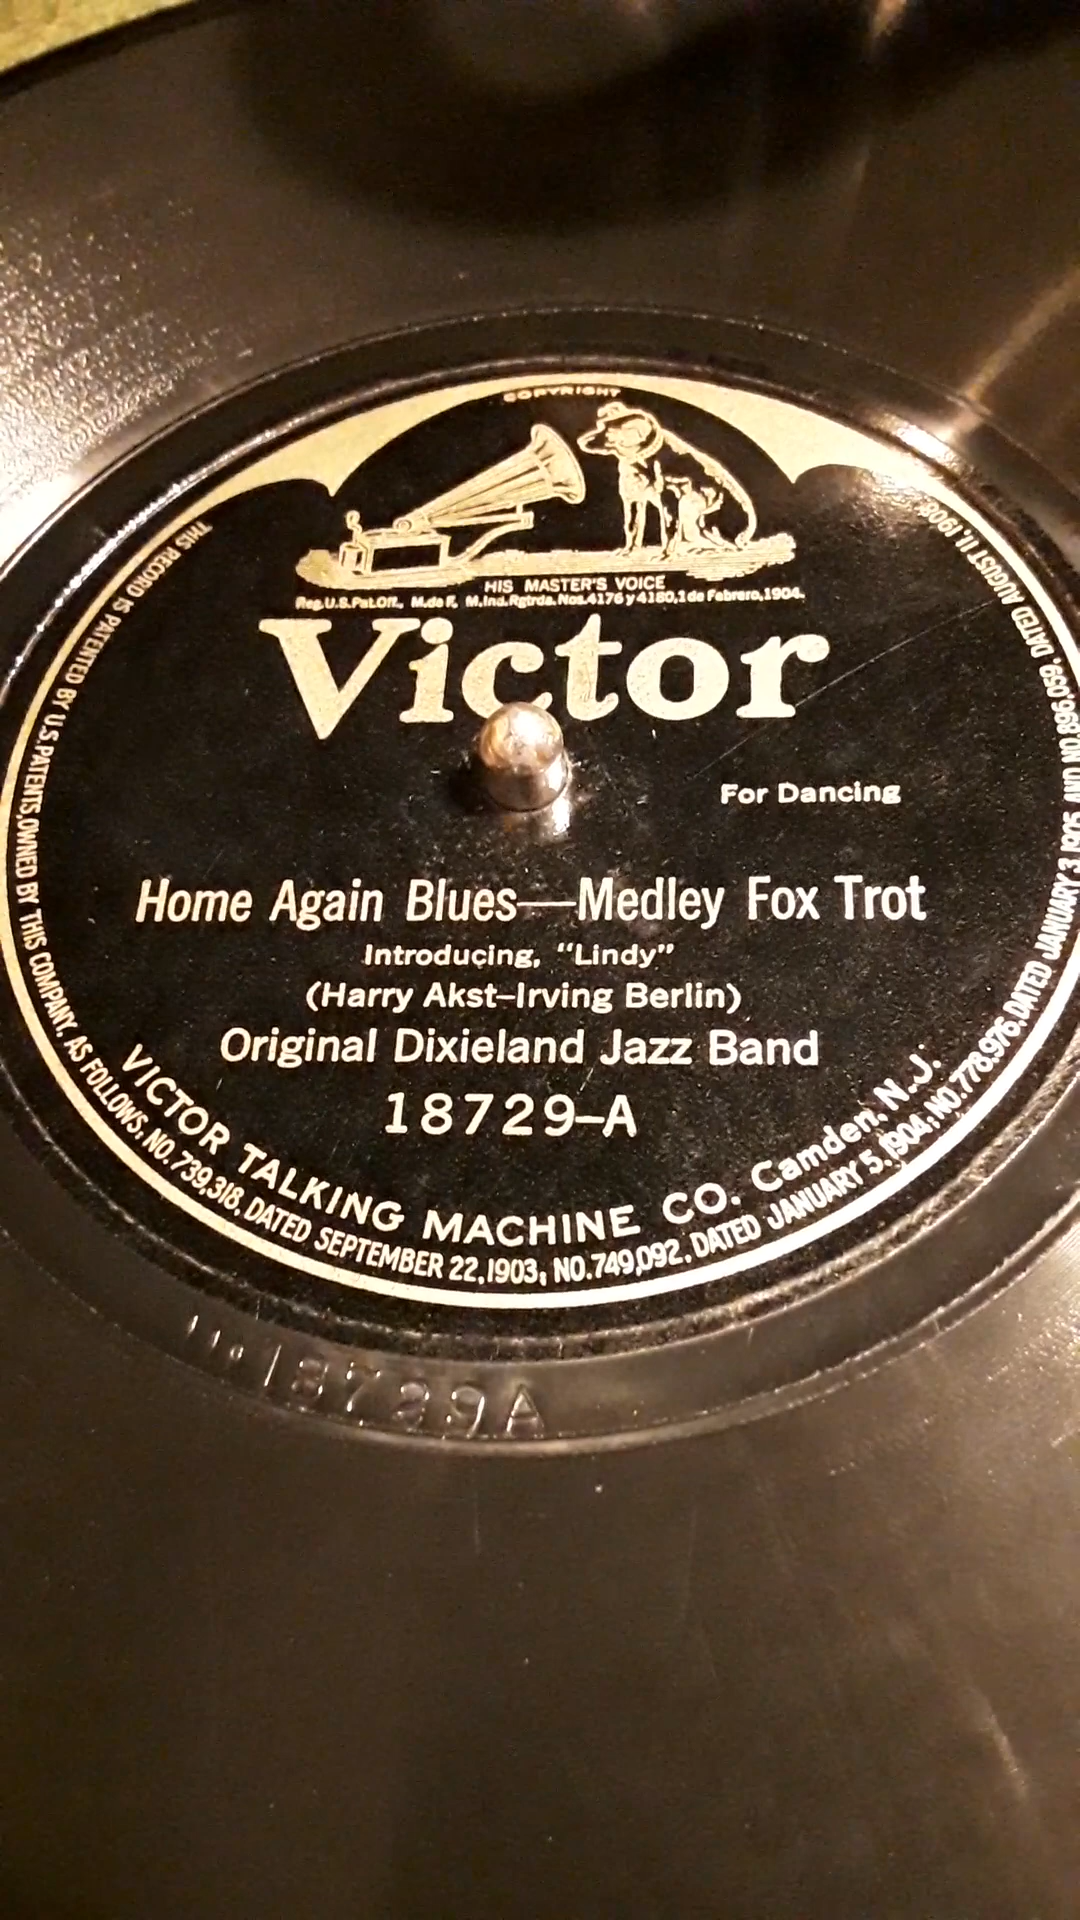 COPYRIGHT
HIS MASTER'S VOICE
Reg.U.S.Pat.Off., M.de F. M.Ind.Rgtrda.Nos.4176 y 4180,1 de Febrero,1904.
Victor
For Dancing
Home Again Blues—Medley Fox Trot
Introducing, "Lindy"
(Harry Akst–Irving Berlin)
Original Dixieland Jazz Band
18729–A
VICTOR TALKING MACHINE CO. Camden, N.J.
THIS RECORD IS PATENTED BY U.S.PATENTS,OWNED BY THIS COMPANY, AS FOLLOWS; NO.739,318, DATED SEPTEMBER 22,1903; NO.749,092, DATED JANUARY 5,1904; NO.778,976, DATED JANUARY 3,1905, AND NO.896,059, DATED AUGUST 11,1908
18729A